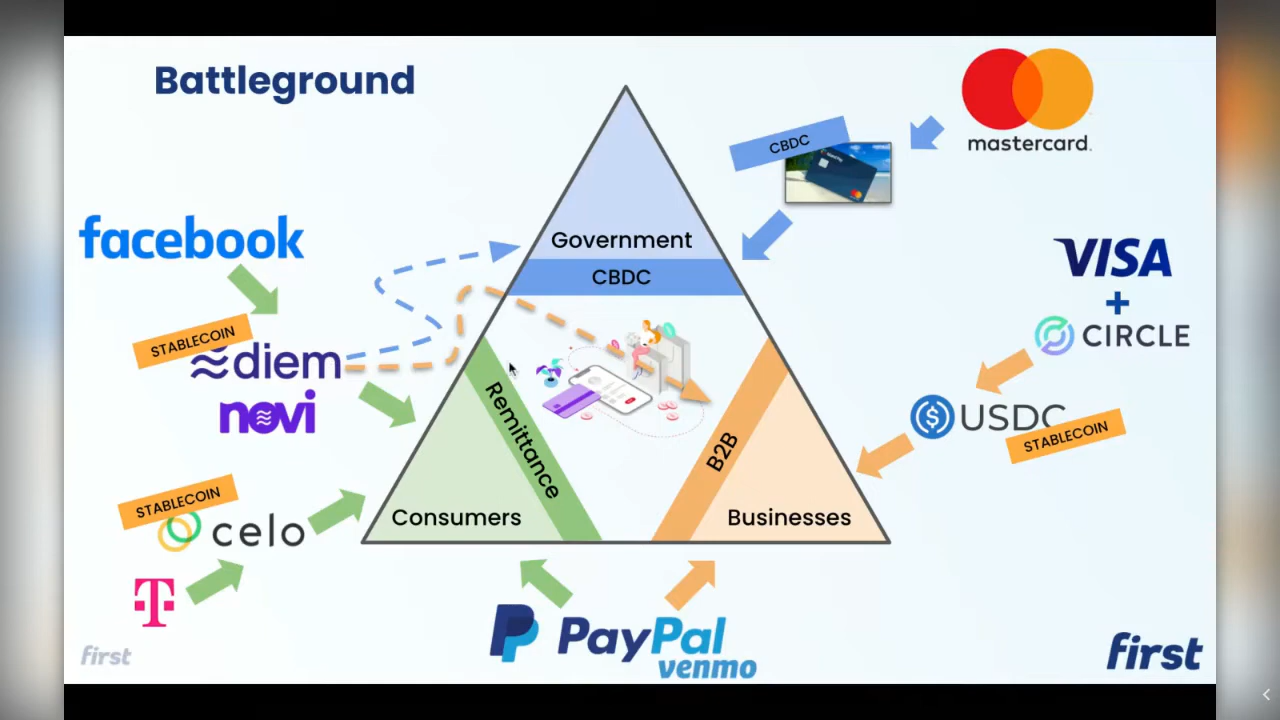 Battleground
mastercard.
CBDC
facebook
Government
CBDC
VISA
+
CIRCLE
STABLECOIN
diem
novi
USDC
STABLECOIN
Remittance
B2B
STABLECOIN
celo
Consumers
Businesses
T
PayPal
venmo
first
first